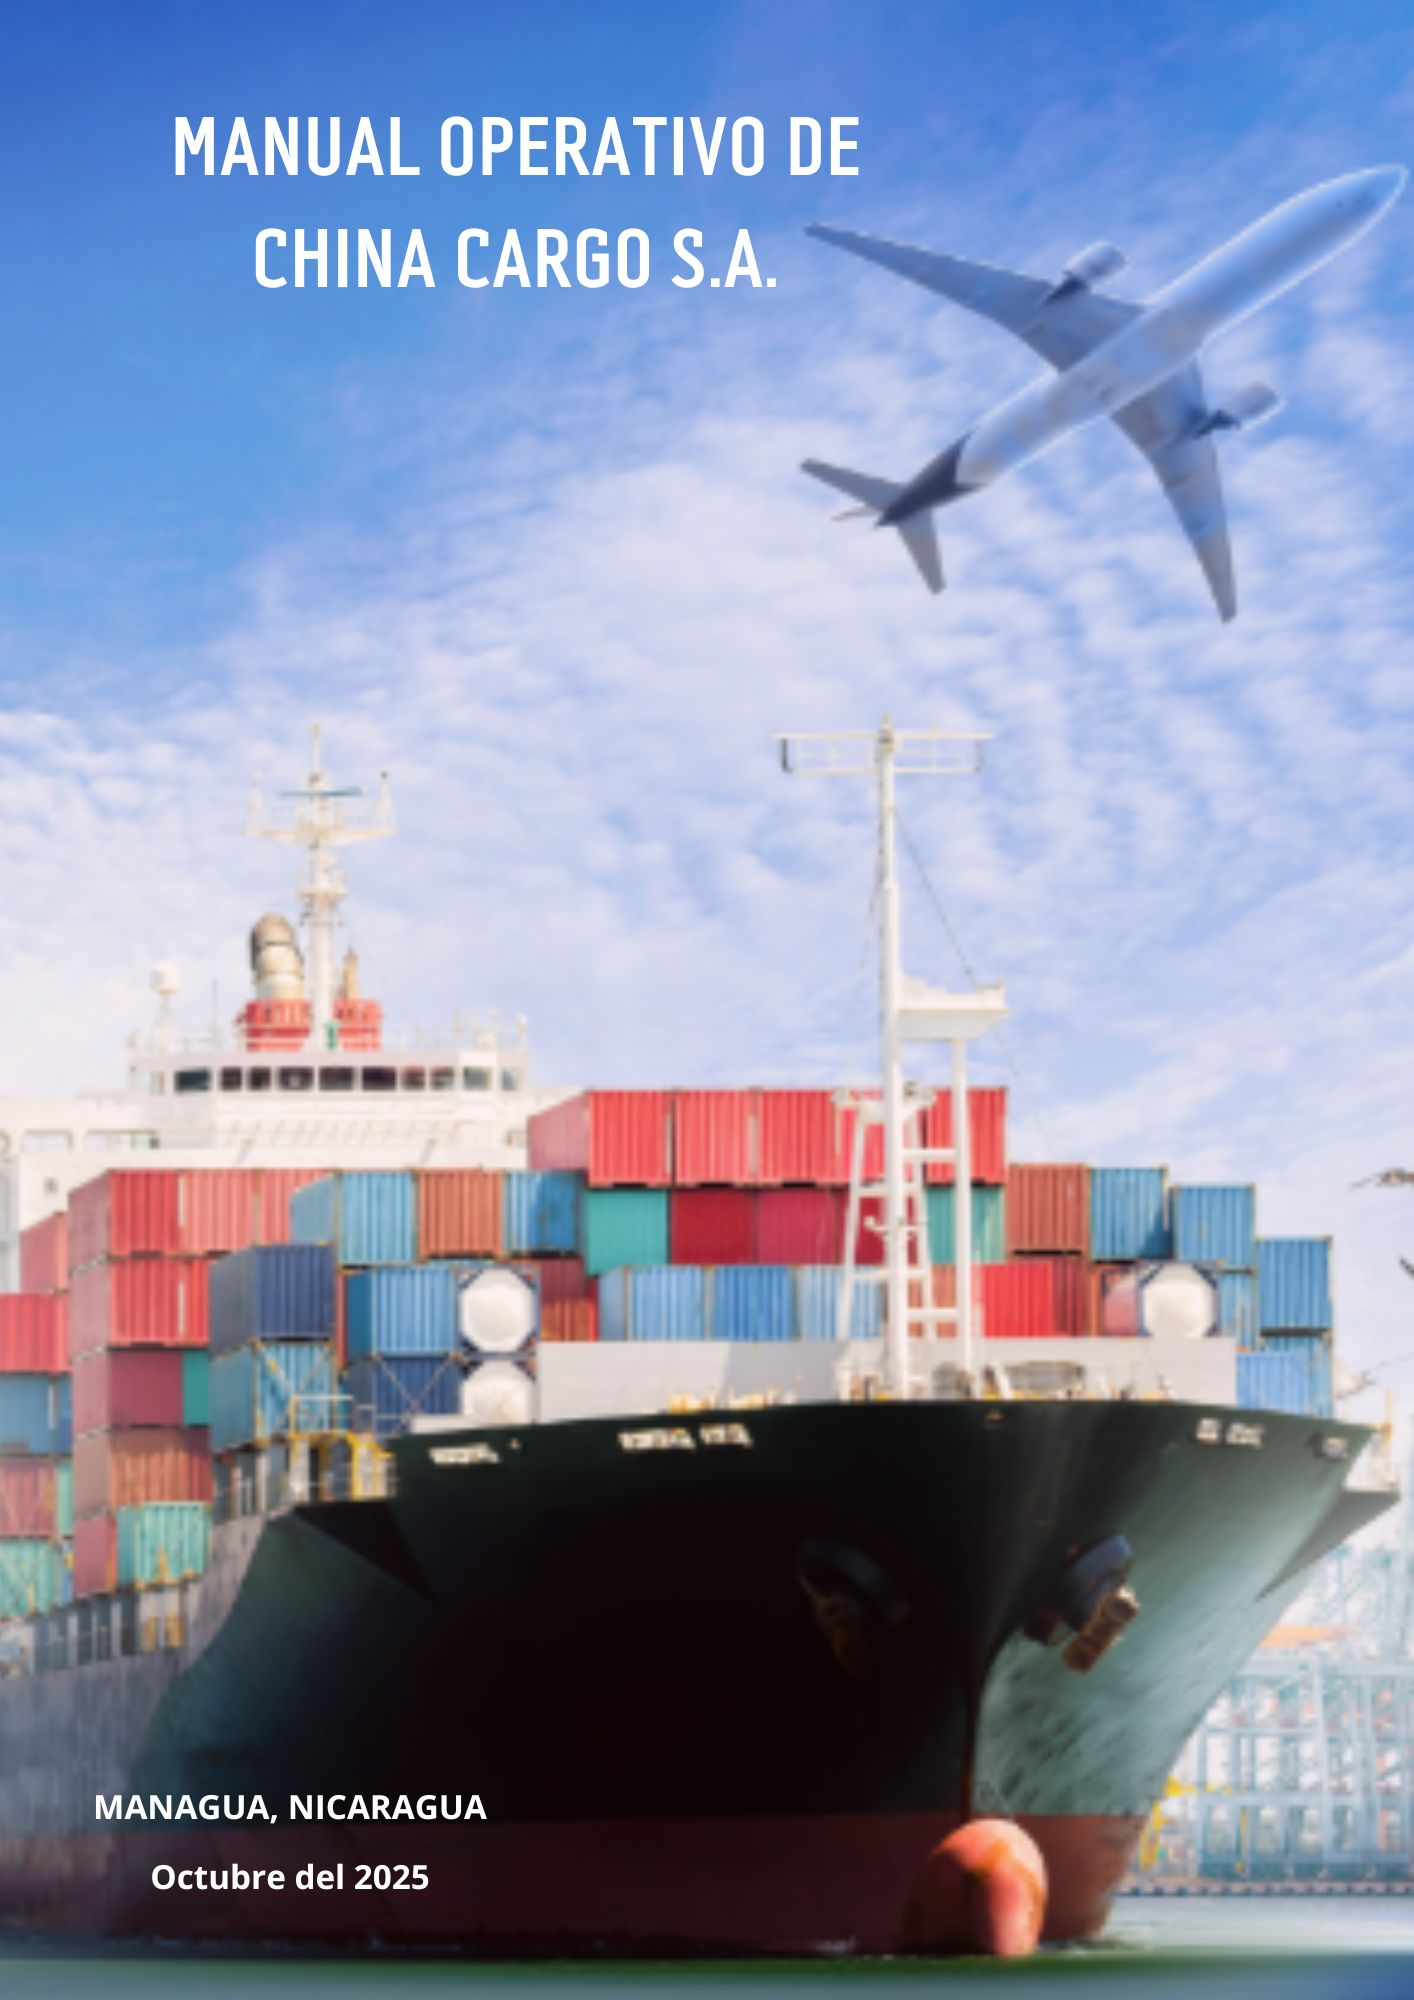 MANUAL OPERATIVO DE
CHINA CARGO S.A.
MANAGUA, NICARAGUA
Octubre del 2025